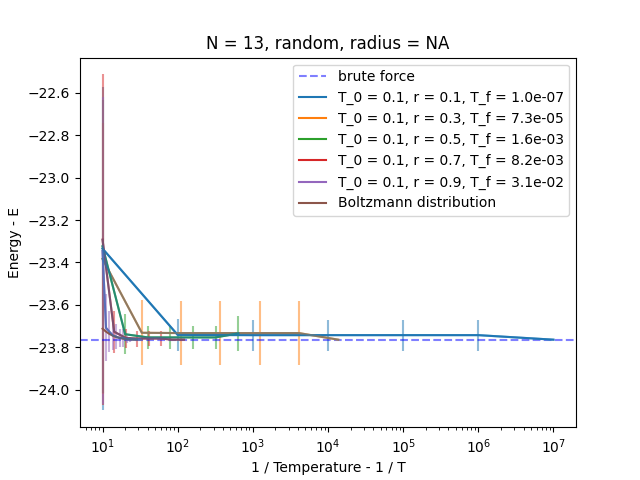 N = 13, random, radius = NA
brute force
T_0 = 0.1, r = 0.1, T_f = 1.0e-07
T_0 = 0.1, r = 0.3, T_f = 7.3e-05
T_0 = 0.1, r = 0.5, T_f = 1.6e-03
T_0 = 0.1, r = 0.7, T_f = 8.2e-03
T_0 = 0.1, r = 0.9, T_f = 3.1e-02
Boltzmann distribution
Energy - E
−22.6
−22.8
−23.0
−23.2
−23.4
−23.6
−23.8
−24.0
10¹ 10² 10³ 10⁴ 10⁵ 10⁶ 10⁷
1 / Temperature - 1 / T